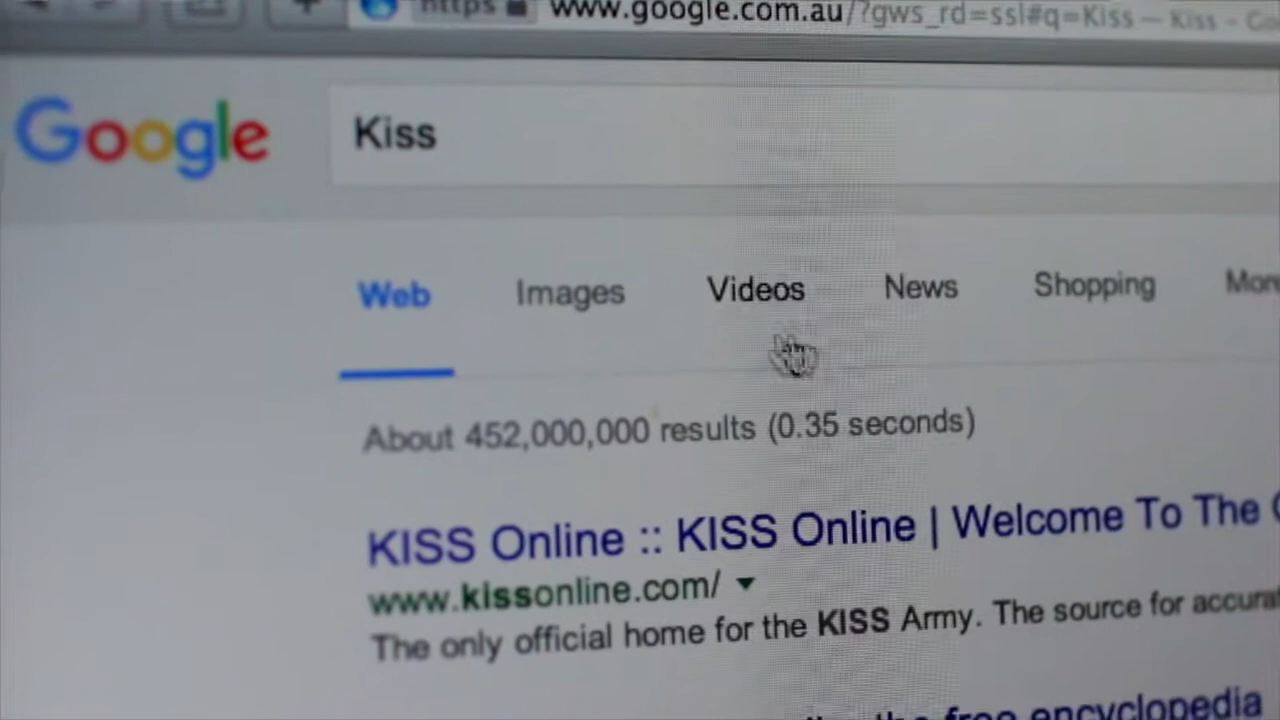 https www.google.com.au/?gws_rd=ssl#q=Kiss — Kiss -
Google Kiss
Web Images Videos News Shopping
About 452,000,000 results (0.35 seconds)
KISS Online :: KISS Online | Welcome To The
www.kissonline.com/
The only official home for the KISS Army. The source for
free encyclopedia